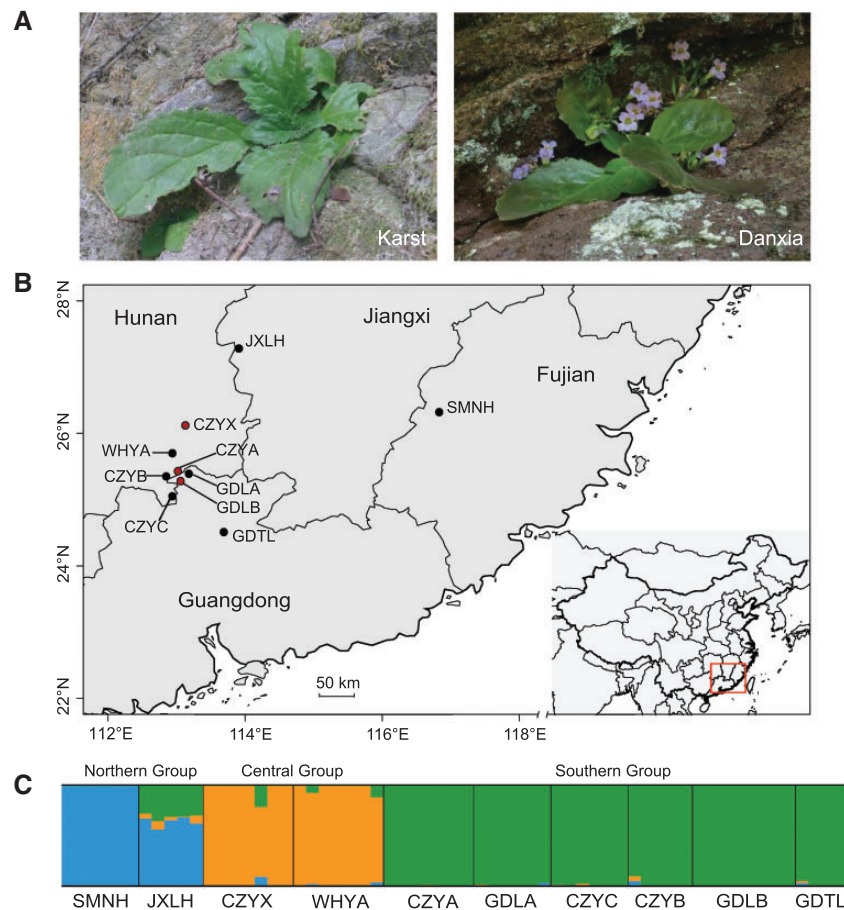 A
Karst
Danxia
B
28°N
26°N
24°N
22°N
Hunan
Jiangxi
JXLH
Fujian
SMNH
CZYX
WHYA
CZYA
CZYB
GDLA
GDLB
CZYC
GDTL
Guangdong
50 km
112°E
114°E
116°E
118°E
C
Northern Group
Central Group
Southern Group
SMNH
JXLH
CZYX
WHYA
CZYA
GDLA
CZYC
CZYB
GDLB
GDTL